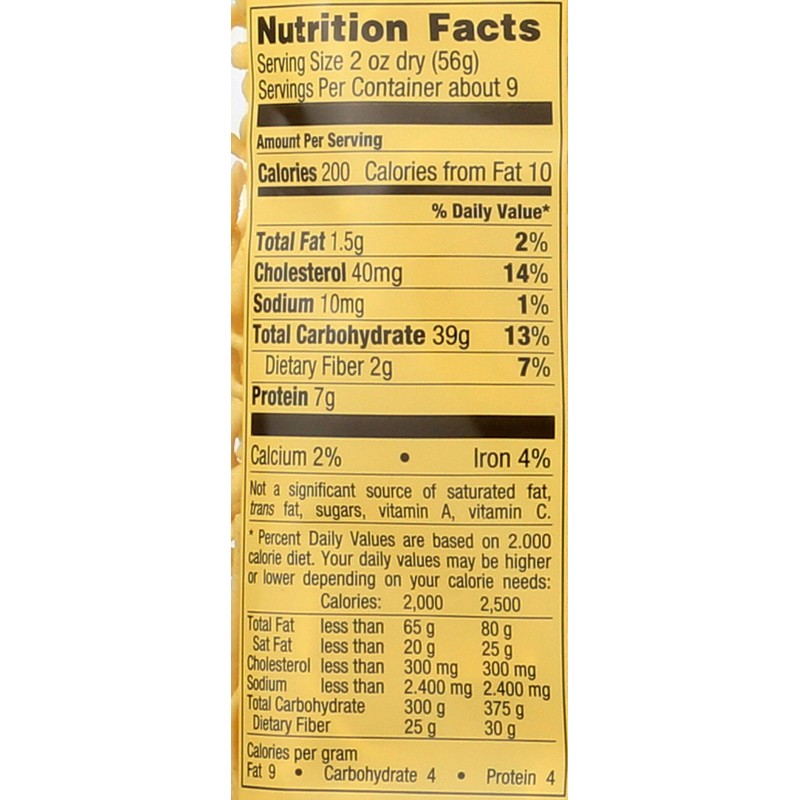 Nutrition Facts
Serving Size 2 oz dry (56g)
Servings Per Container about 9
Amount Per Serving
Calories 200 Calories from Fat 10
% Daily Value*
Total Fat 1.5g 2%
Cholesterol 40mg 14%
Sodium 10mg 1%
Total Carbohydrate 39g 13%
Dietary Fiber 2g 7%
Protein 7g
Calcium 2% • Iron 4%
Not a significant source of saturated fat,
trans fat, sugars, vitamin A, vitamin C.
* Percent Daily Values are based on 2.000
calorie diet. Your daily values may be higher
or lower depending on your calorie needs:
Calories: 2,000 2,500
Total Fat less than 65 g 80 g
Sat Fat less than 20 g 25 g
Cholesterol less than 300 mg 300 mg
Sodium less than 2.400 mg 2.400 mg
Total Carbohydrate 300 g 375 g
Dietary Fiber 25 g 30 g
Calories per gram
Fat 9 • Carbohydrate 4 • Protein 4